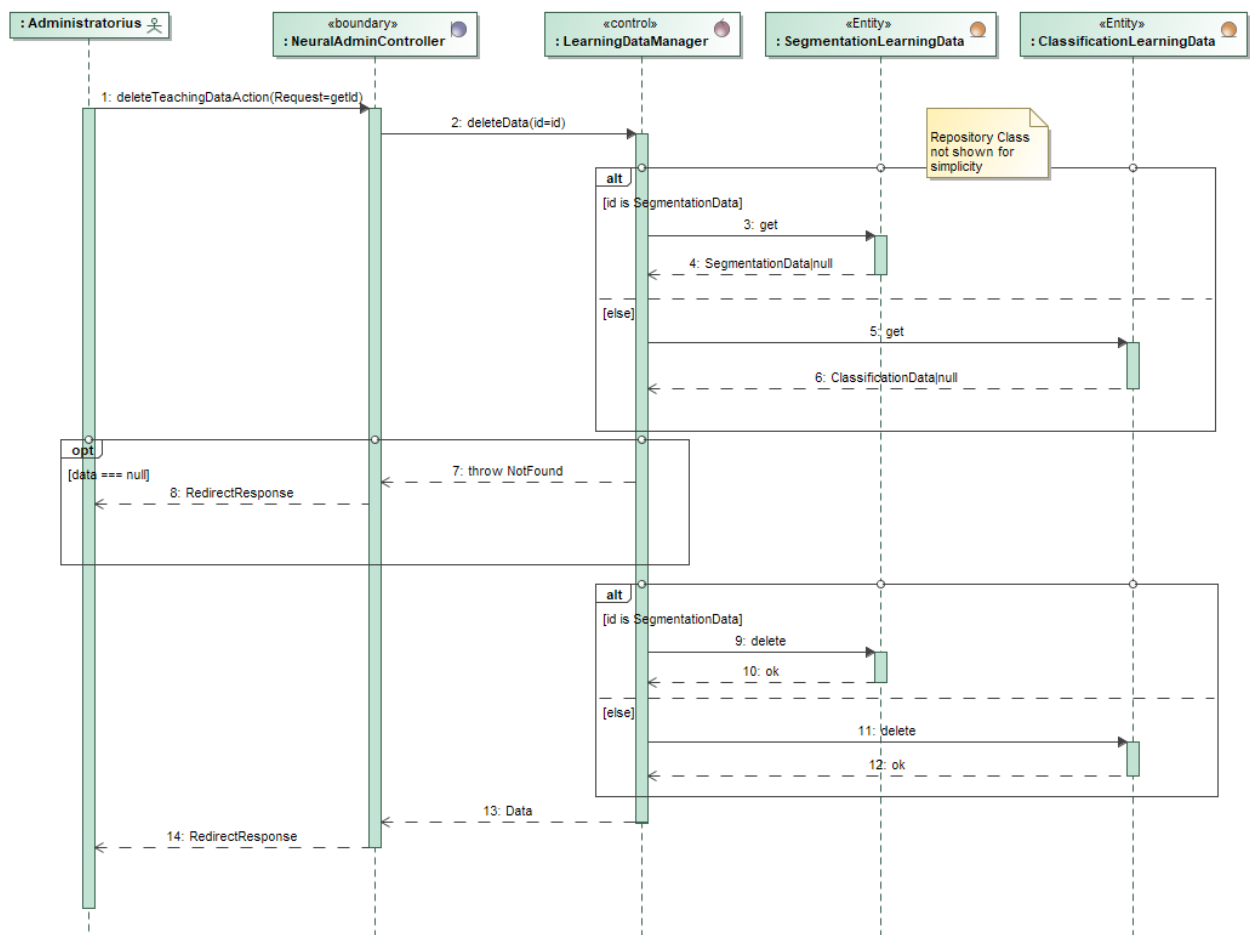 : Administratorius
«boundary»
: NeuralAdminController
«control»
: LearningDataManager
«Entity»
: SegmentationLearningData
«Entity»
: ClassificationLearningData
1: deleteTeachingDataAction(Request=getId)
2: deleteData(id=id)
Repository Class
not shown for
simplicity
alt
[id is SegmentationData]
3: get
4: SegmentationData|null
[else]
5: get
6: ClassificationData|null
opt
[data === null]
7: throw NotFound
8: RedirectResponse
alt
[id is SegmentationData]
9: delete
10: ok
[else]
11: delete
12: ok
13: Data
14: RedirectResponse